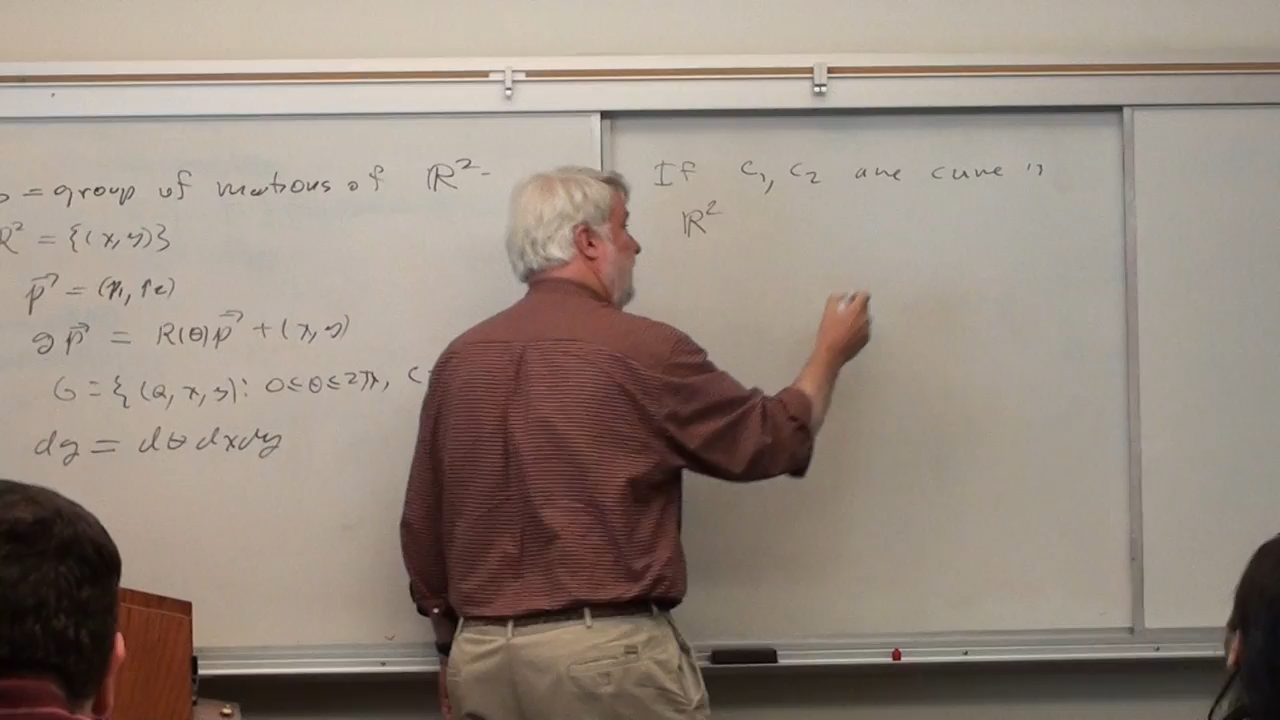 = group of motions of ℝ²
R² = {(x,y)}
p⃗ = (p₁, p₂)
g p⃗ = R(θ)p⃗ + (x,y)
G = {(θ, x, y): 0≤θ≤2π, (
dg = dθ dx dy
If C₁, C₂ are curve in
ℝ²